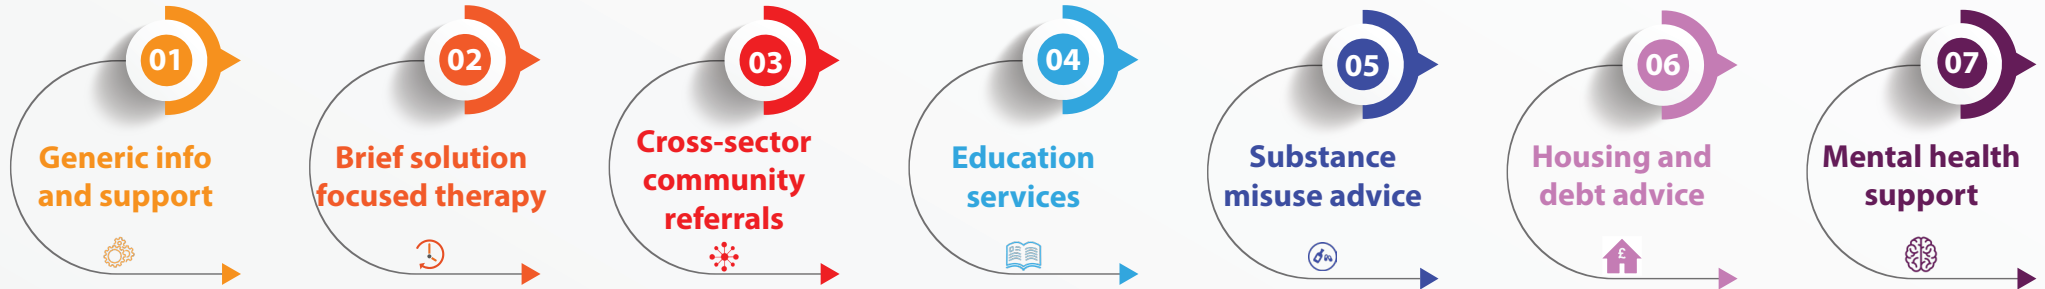 01
Generic info
and support
02
Brief solution
focused therapy
03
Cross-sector
community
referrals
04
Education
services
05
Substance
misuse advice
06
Housing and
debt advice
£
07
Mental health
support